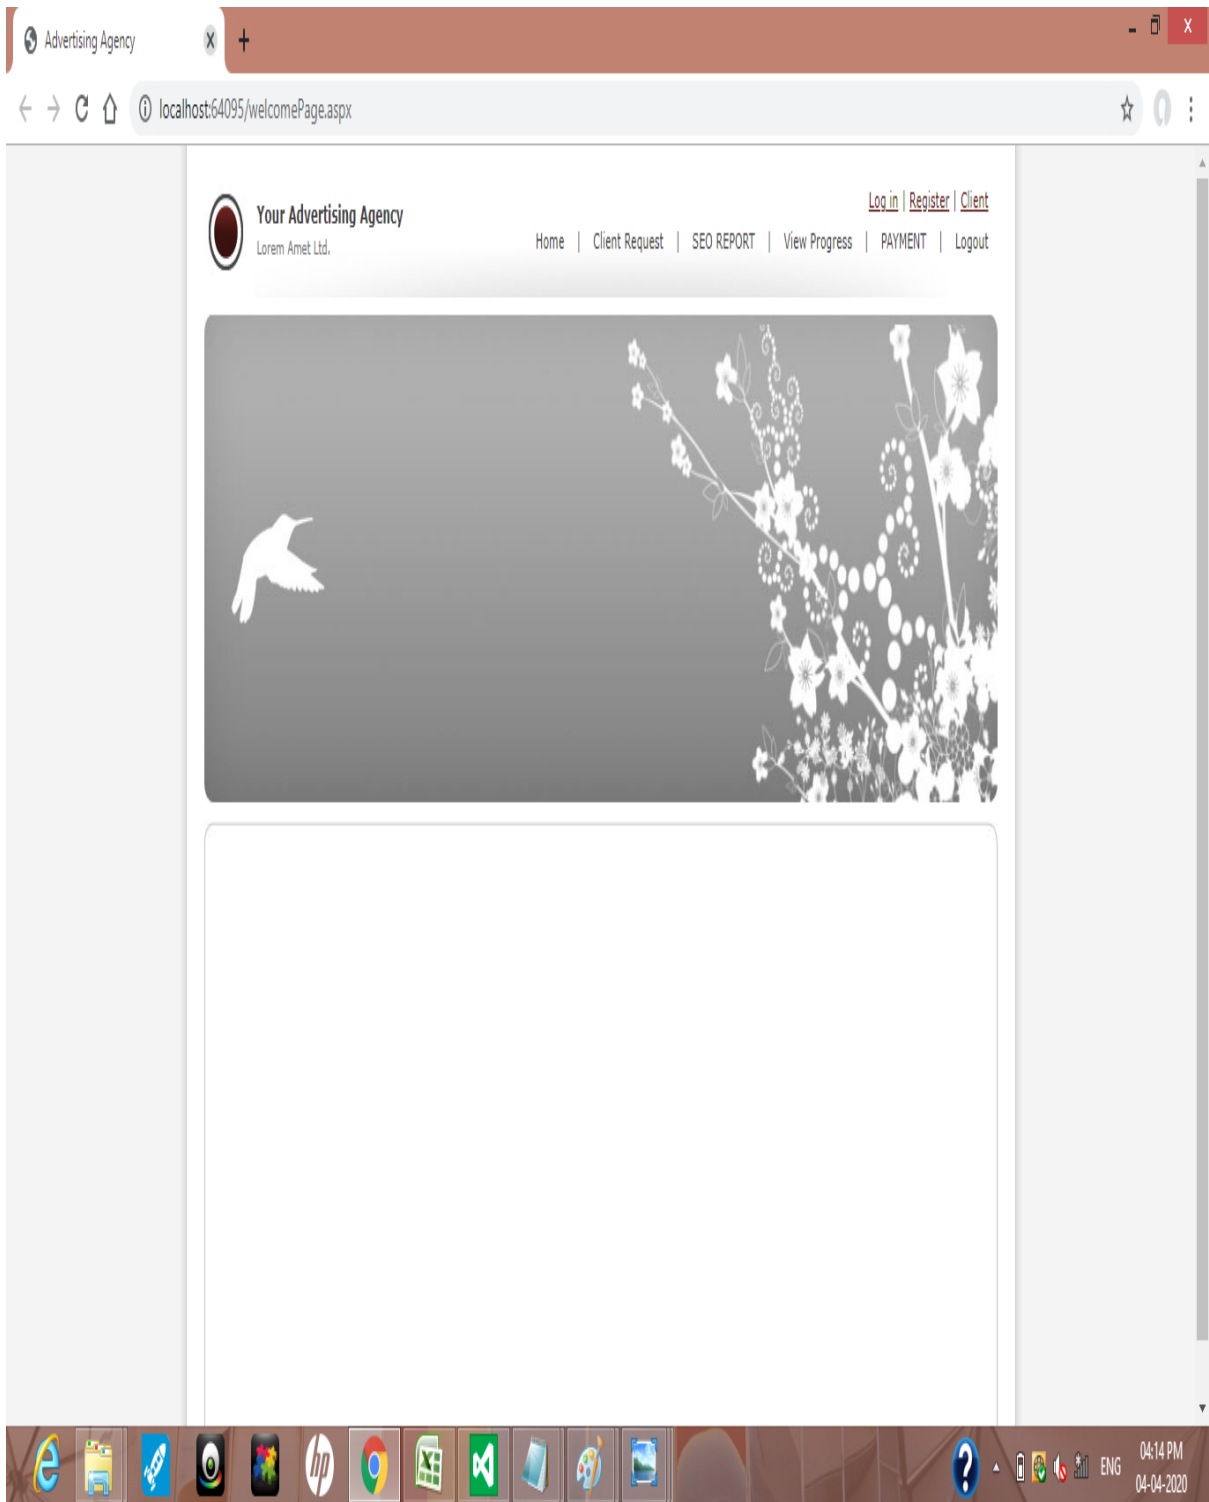 Advertising Agency
localhost:64095/welcomePage.aspx
Log in | Register | Client
Your Advertising Agency
Lorem Amet Ltd.
Home | Client Request | SEO REPORT | View Progress | PAYMENT | Logout
hp
ENG
04:14 PM
04-04-2020